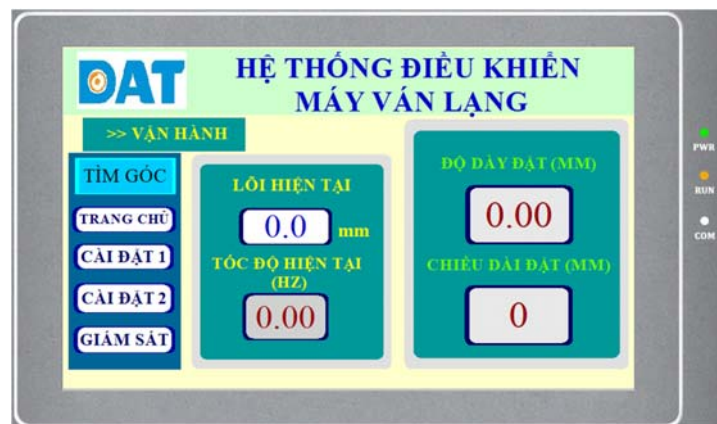 DAT
HỆ THỐNG ĐIỀU KHIỂN
MÁY VÁN LẠNG
>> VẬN HÀNH
TÌM GÓC
TRANG CHỦ
CÀI ĐẶT 1
CÀI ĐẶT 2
GIÁM SÁT
LÕI HIỆN TẠI
0.0 mm
TỐC ĐỘ HIỆN TẠI
(HZ)
0.00
ĐỘ DÀY ĐẶT (MM)
0.00
CHIỀU DÀI ĐẶT (MM)
0
PWR
RUN
COM